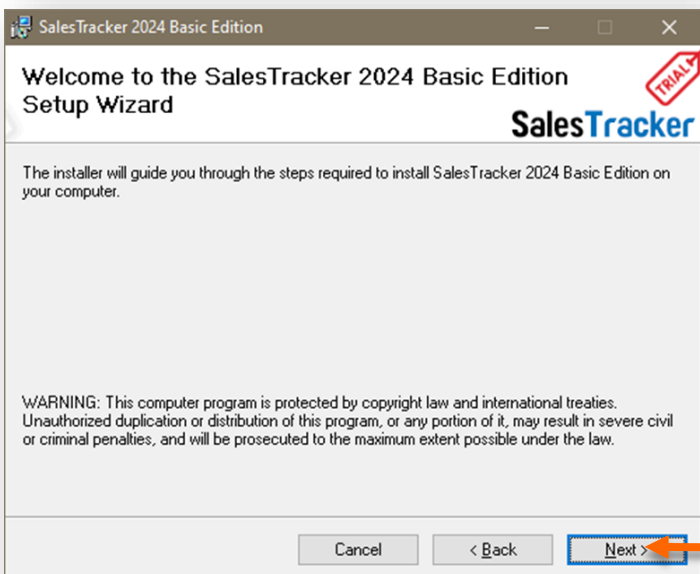 SalesTracker 2024 Basic Edition
Welcome to the SalesTracker 2024 Basic Edition
Setup Wizard
TRIAL
SalesTracker
The installer will guide you through the steps required to install SalesTracker 2024 Basic Edition on
your computer.
WARNING: This computer program is protected by copyright law and international treaties.
Unauthorized duplication or distribution of this program, or any portion of it, may result in severe civil
or criminal penalties, and will be prosecuted to the maximum extent possible under the law.
Cancel < Back Next >